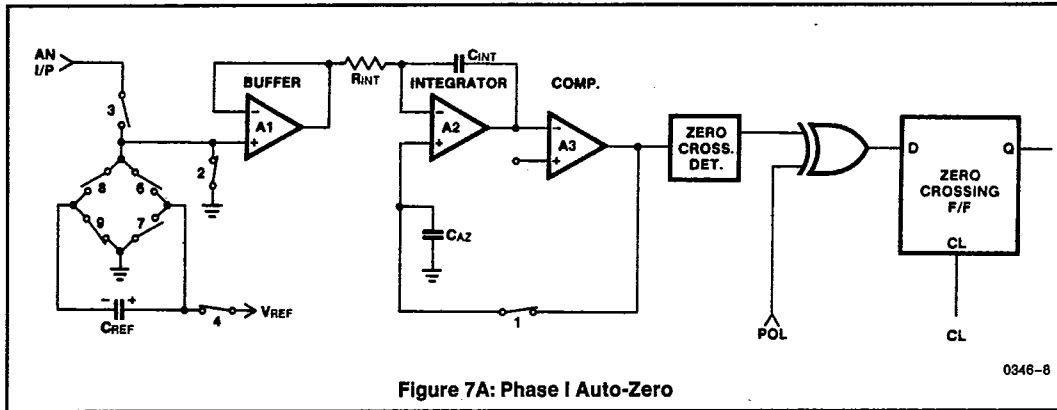 AN
I/P
3
8
6
9
7
2
4
- +
CREF
VREF
BUFFER
-
+
A1
RINT
CINT
INTEGRATOR
-
+
A2
CAZ
1
COMP.
-
+
A3
ZERO
CROSS.
DET.
POL
D
Q
ZERO
CROSSING
F/F
CL
CL
0346-8
Figure 7A: Phase I Auto-Zero